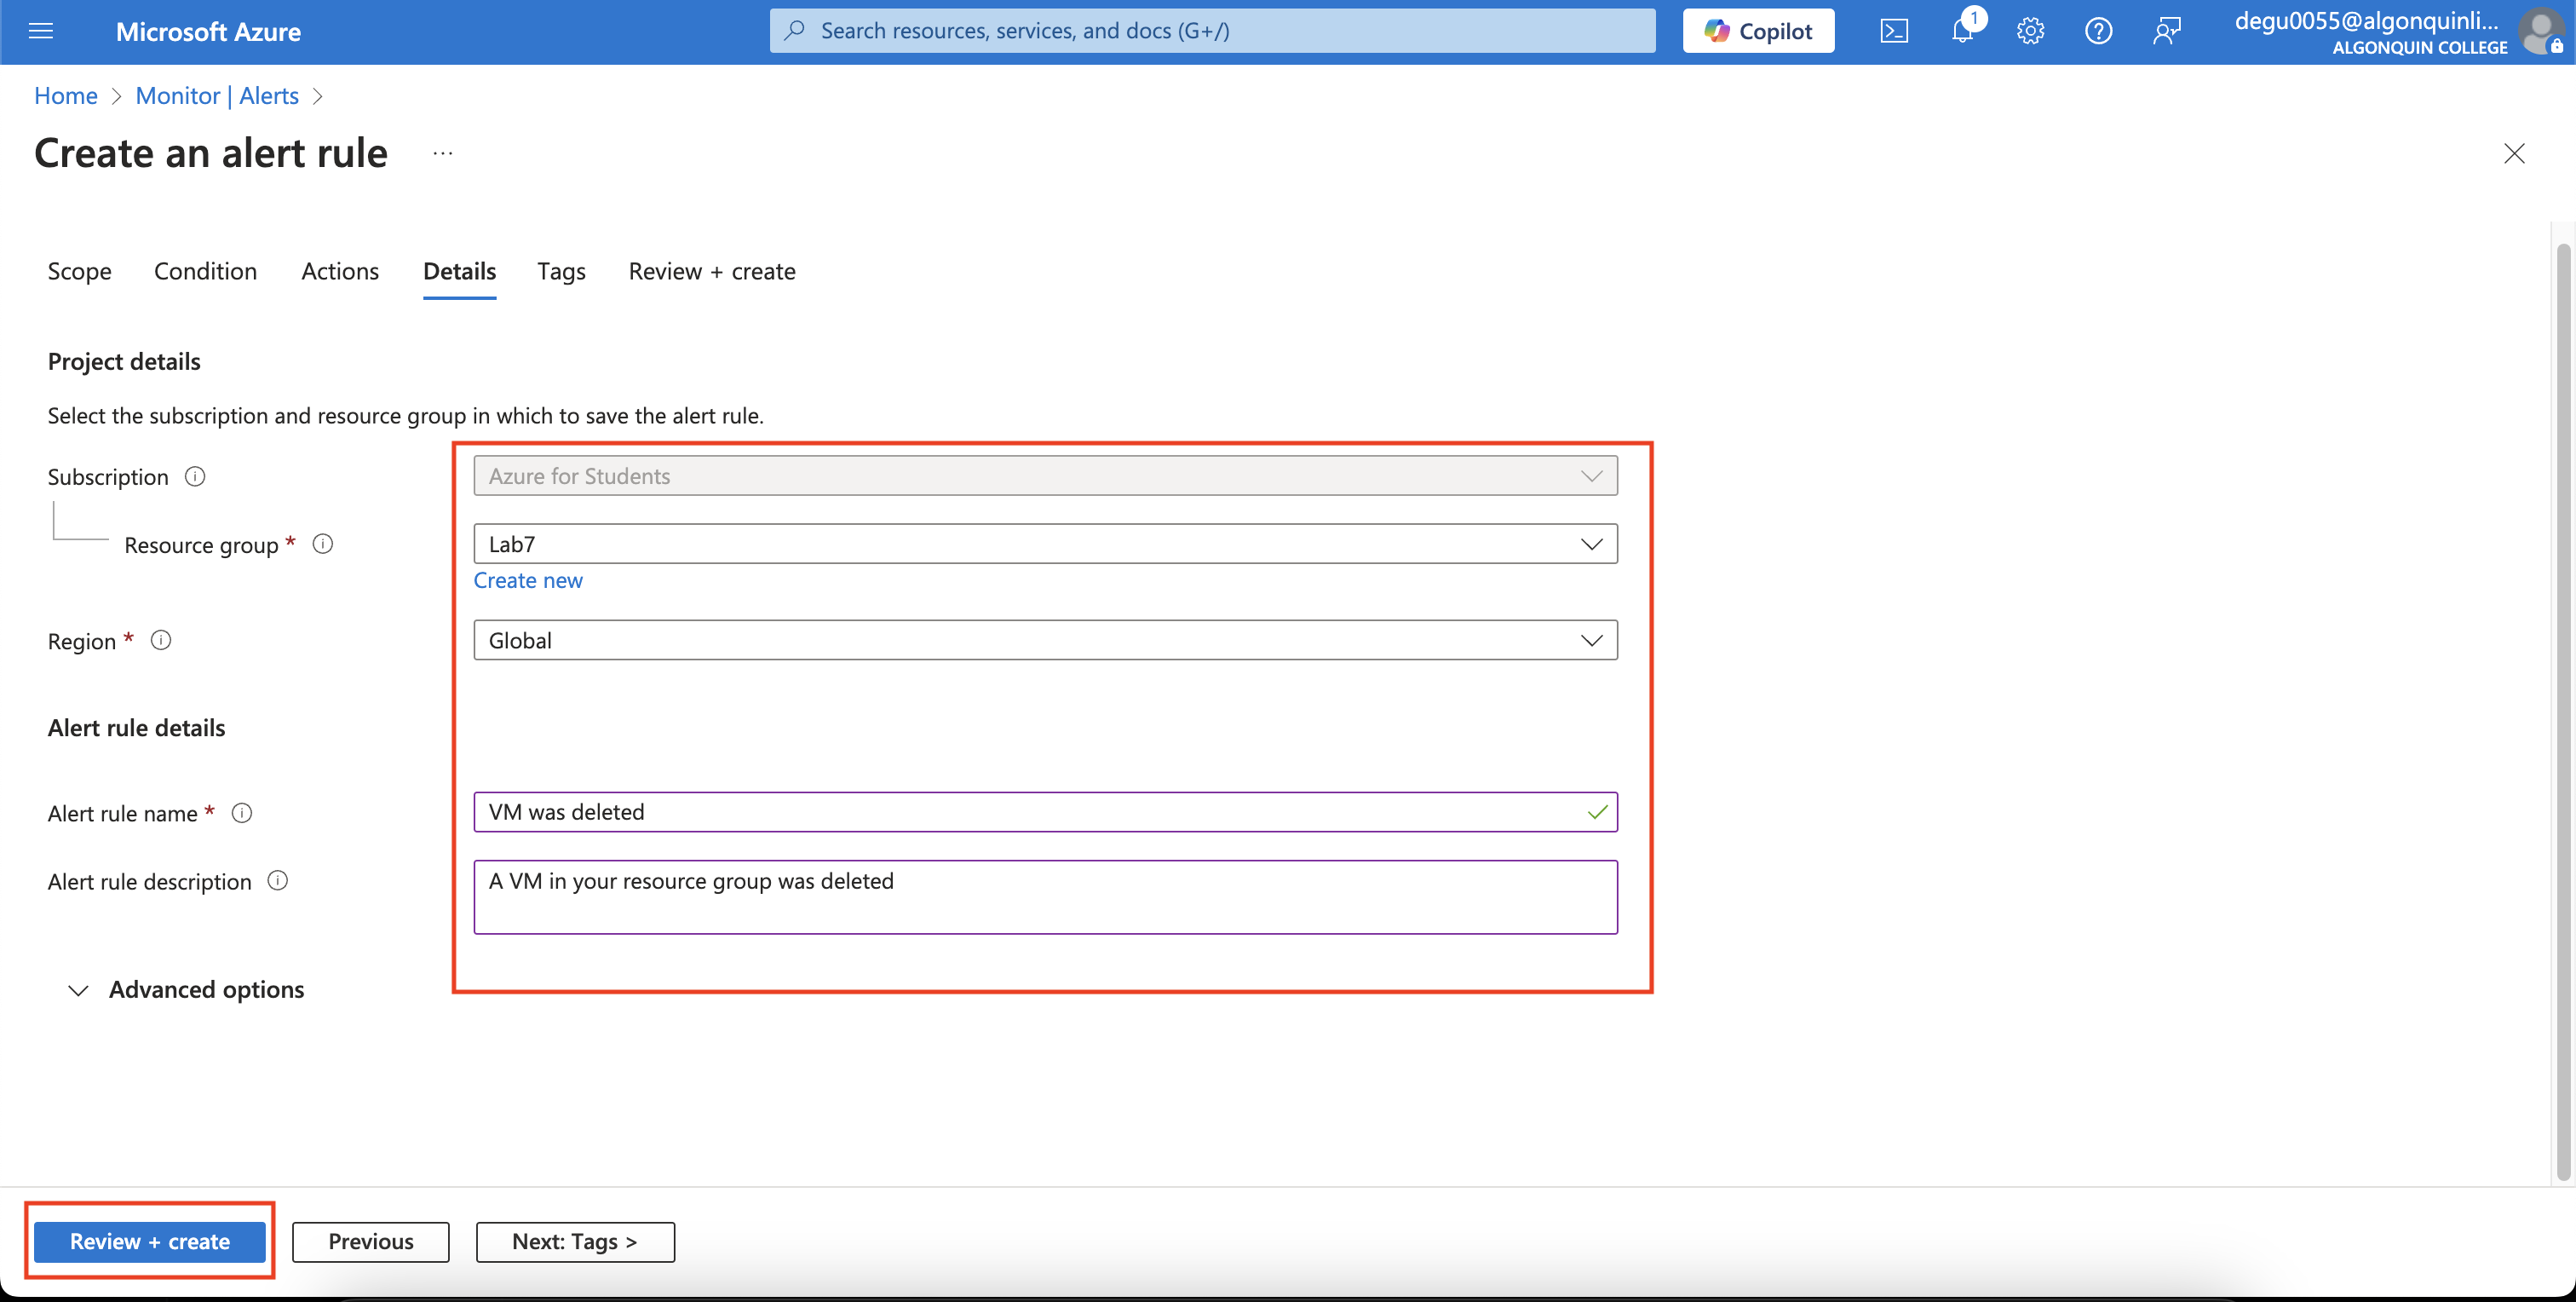 Microsoft Azure
Search resources, services, and docs (G+/)
Copilot
1
degu0055@algonquinli...
ALGONQUIN COLLEGE
Home > Monitor | Alerts >
Create an alert rule ...
Scope
Condition
Actions
Details
Tags
Review + create
Project details
Select the subscription and resource group in which to save the alert rule.
Subscription
Azure for Students
Resource group *
Lab7
Create new
Region *
Global
Alert rule details
Alert rule name *
VM was deleted
Alert rule description
A VM in your resource group was deleted
Advanced options
Review + create
Previous
Next: Tags >